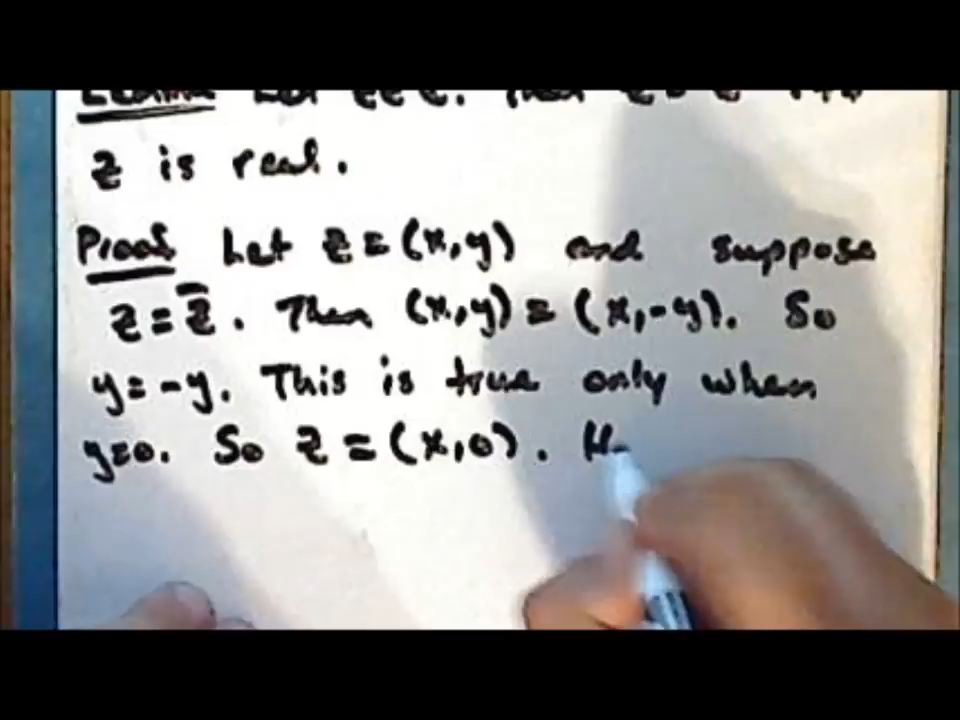 z is real.
Proof Let z = (x,y) and suppose
z = z̅. Then (x,y) = (x,-y). So
y = -y. This is true only when
y=0. So z = (x,0). H